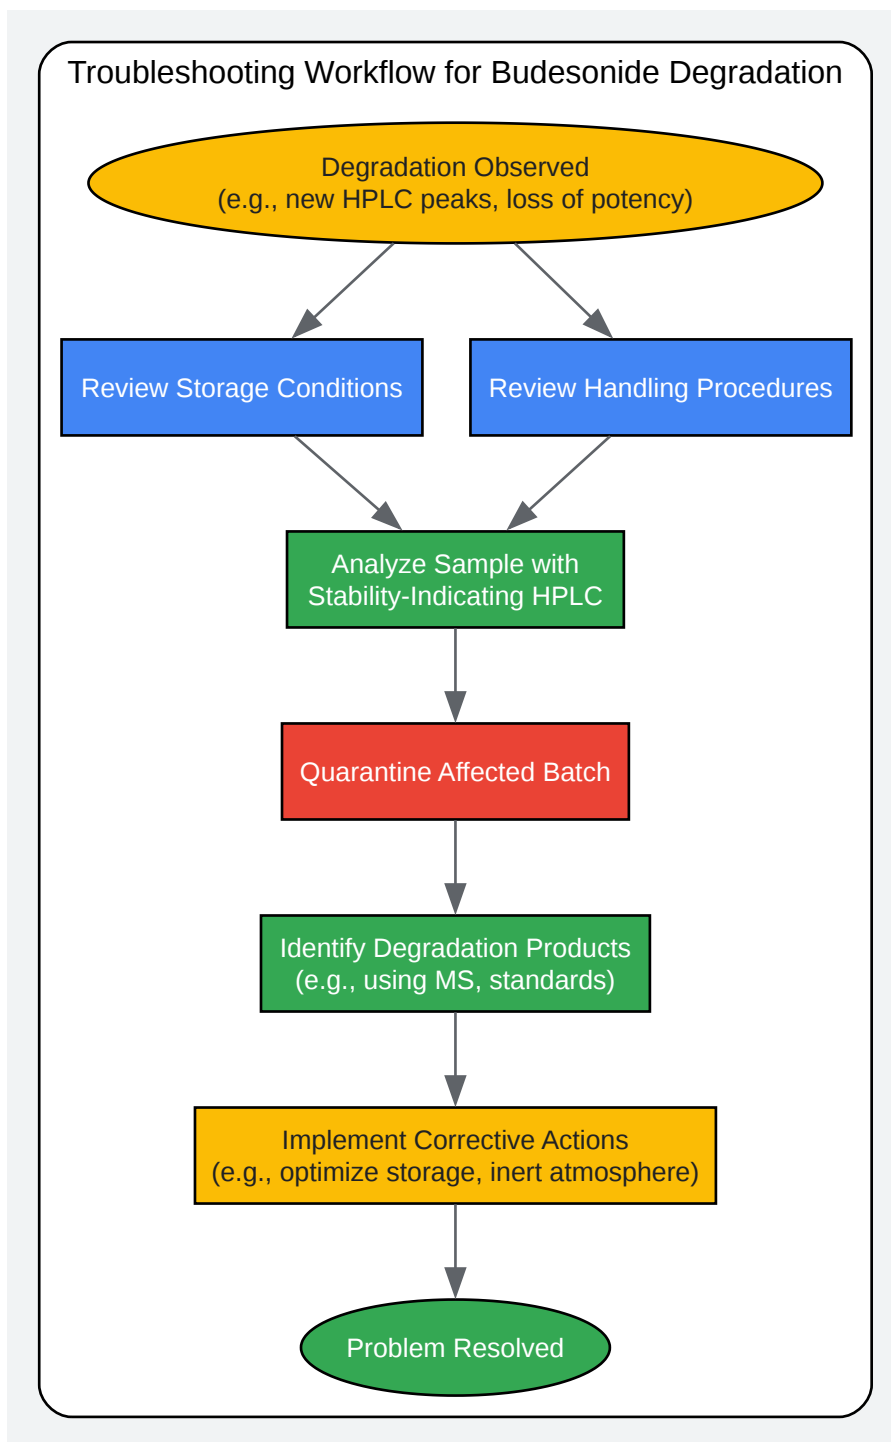 Troubleshooting Workflow for Budesonide Degradation
Degradation Observed
(e.g., new HPLC peaks, loss of potency)
Review Storage Conditions
Review Handling Procedures
Analyze Sample with
Stability-Indicating HPLC
Quarantine Affected Batch
Identify Degradation Products
(e.g., using MS, standards)
Implement Corrective Actions
(e.g., optimize storage, inert atmosphere)
Problem Resolved